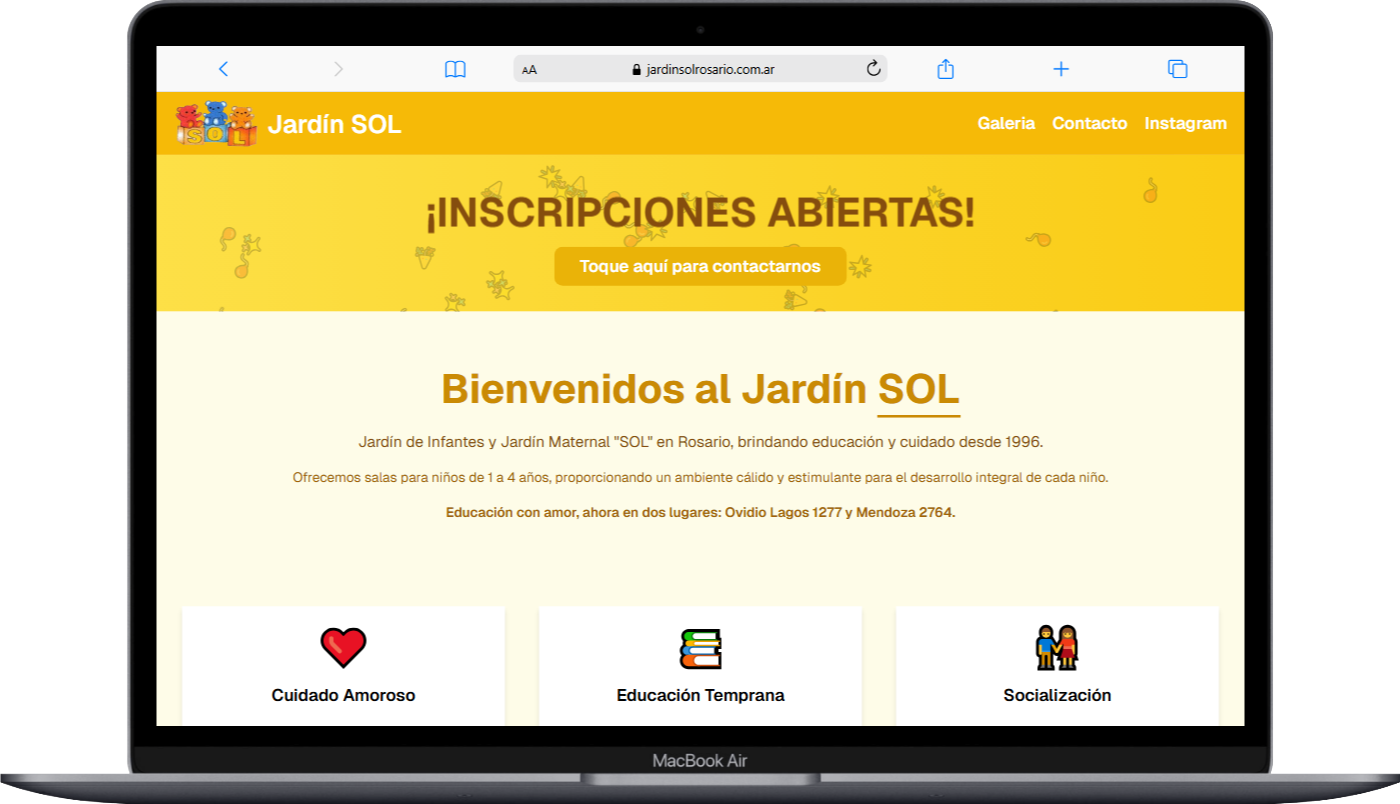 AA
jardinsolrosario.com.ar
SOL
Jardín SOL
Galeria Contacto Instagram
¡INSCRIPCIONES ABIERTAS!
Toque aquí para contactarnos
Bienvenidos al Jardín SOL
Jardín de Infantes y Jardín Maternal "SOL" en Rosario, brindando educación y cuidado desde 1996.
Ofrecemos salas para niños de 1 a 4 años, proporcionando un ambiente cálido y estimulante para el desarrollo integral de cada niño.
Educación con amor, ahora en dos lugares: Ovidio Lagos 1277 y Mendoza 2764.
Cuidado Amoroso
Educación Temprana
Socialización
MacBook Air